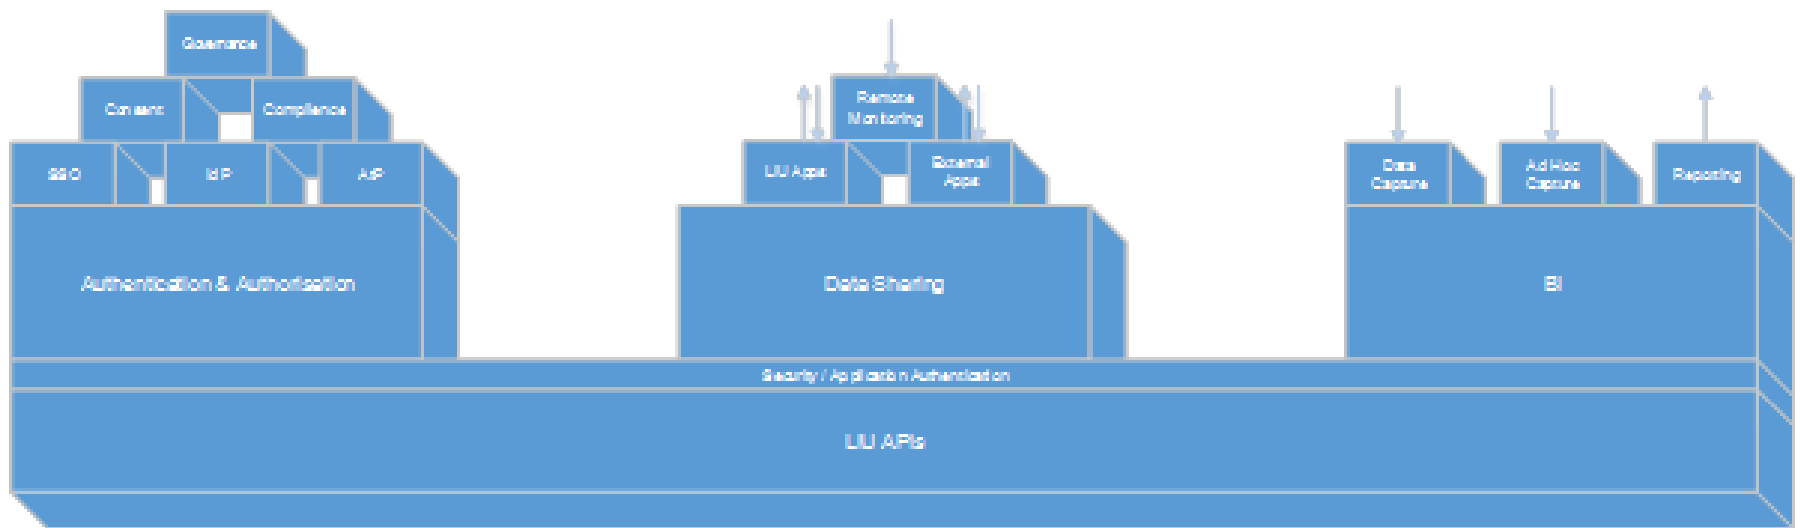 Governance
Consent
Compliance
SSO
IdP
AtP
Authentication & Authorisation
Remote
Monitoring
LIU Apps
External
Apps
Data Sharing
Data
Capture
Ad Hoc
Capture
Reporting
BI
Security / Application Authentication
LIU APIs